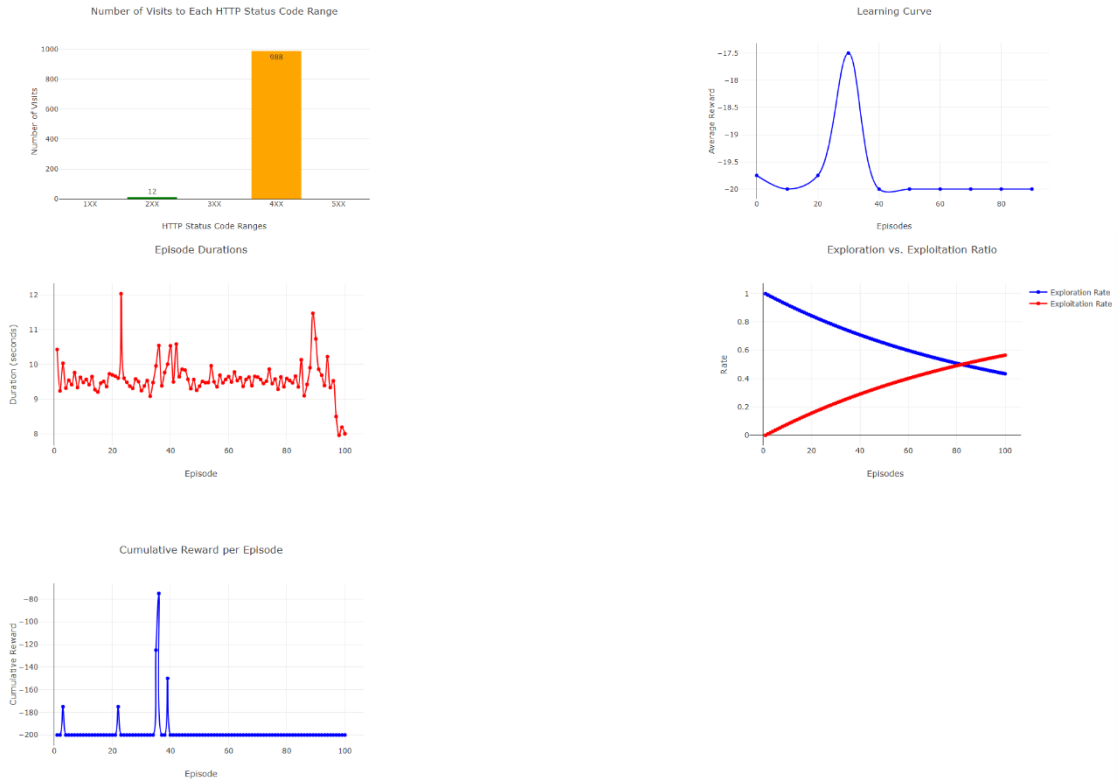 Number of Visits to Each HTTP Status Code Range
1000
800
600
400
200
0
Number of Visits
12
988
1XX
2XX
3XX
4XX
5XX
HTTP Status Code Ranges
Learning Curve
−17.5
−18
−18.5
−19
−19.5
−20
Average Reward
0
20
40
60
80
Episodes
Episode Durations
12
11
10
9
8
Duration (seconds)
0
20
40
60
80
100
Episode
Exploration vs. Exploitation Ratio
1
0.8
0.6
0.4
0.2
0
Rate
0
20
40
60
80
100
Episodes
Exploration Rate
Exploitation Rate
Cumulative Reward per Episode
−80
−100
−120
−140
−160
−180
−200
Cumulative Reward
0
20
40
60
80
100
Episode